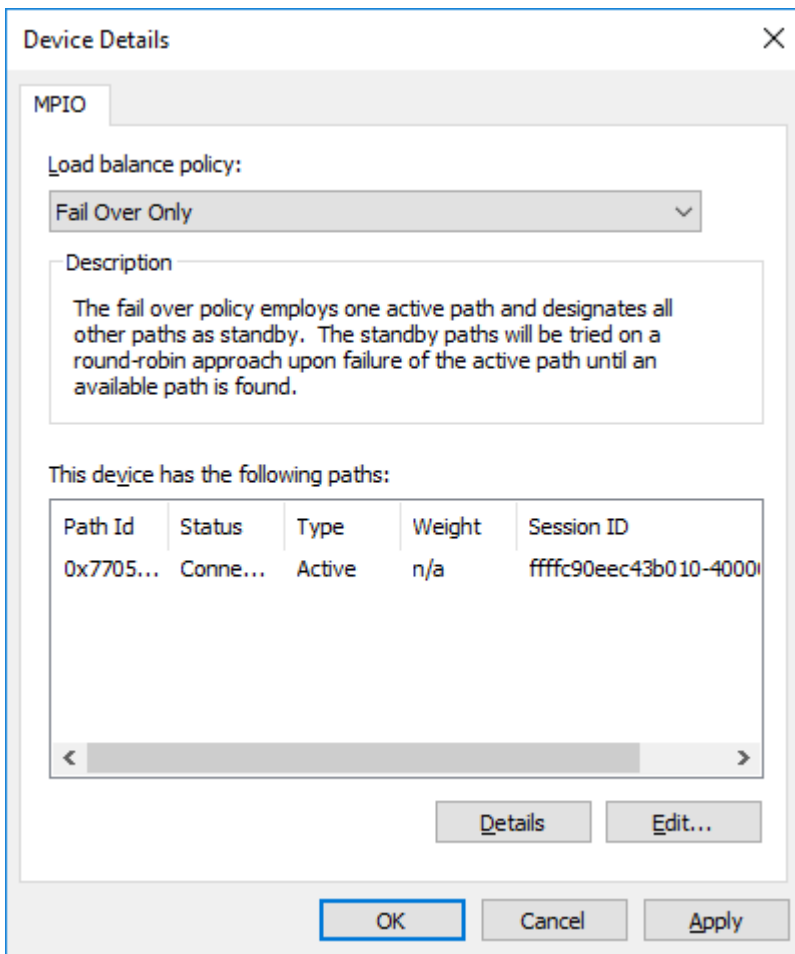 Device Details
MPIO
Load balance policy:
Fail Over Only
Description
The fail over policy employs one active path and designates all
other paths as standby.  The standby paths will be tried on a
round-robin approach upon failure of the active path until an
available path is found.
This device has the following paths:
Path Id Status Type Weight Session ID
0x7705... Conne... Active n/a ffffc90eec43b010-4000
Details Edit...
OK Cancel Apply